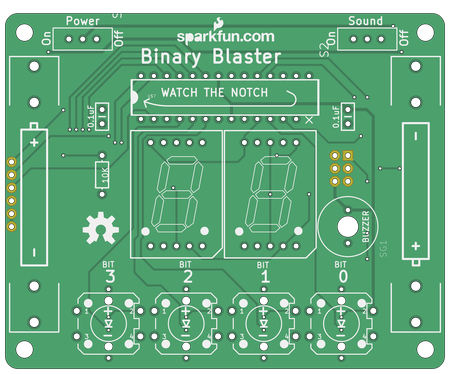 Power
Sound
On
Off
On
Off
S2
sparkfun.com
Binary Blaster
WATCH THE NOTCH
0.1uF
0.1uF
+
-
10K
-
+
BUZZER
SG1
BIT
3
BIT
2
BIT
1
BIT
0